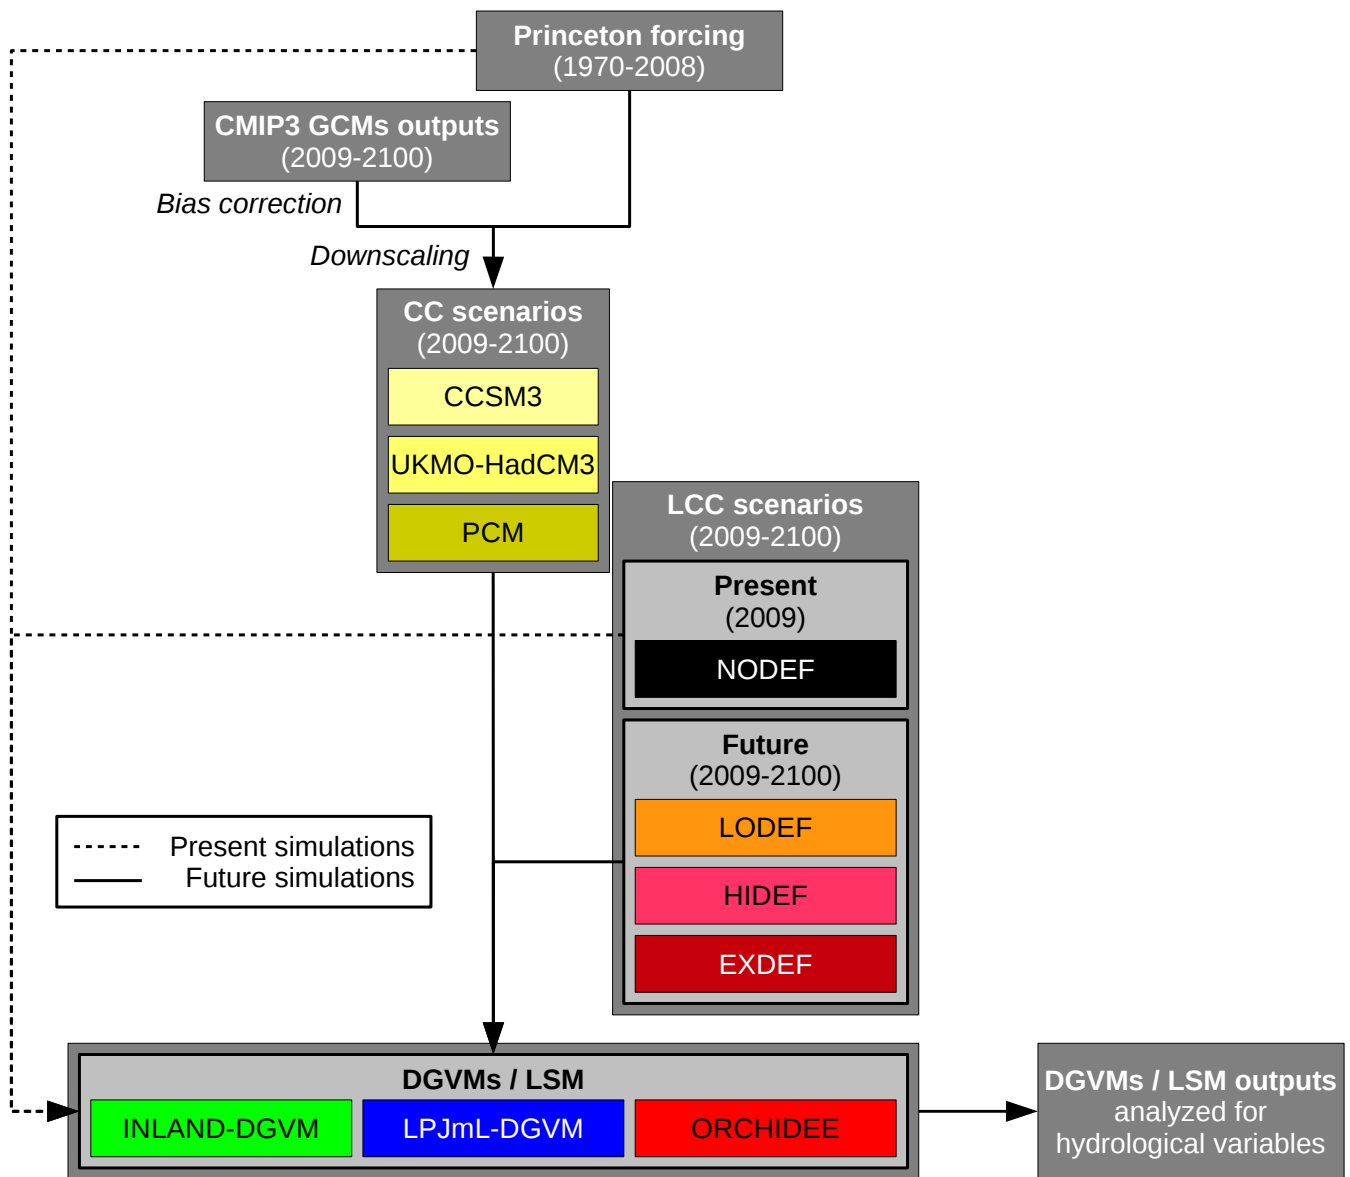 Princeton forcing
(1970-2008)
CMIP3 GCMs outputs
(2009-2100)
Bias correction
Downscaling
CC scenarios
(2009-2100)
CCSM3
UKMO-HadCM3
PCM
LCC scenarios
(2009-2100)
Present
(2009)
NODEF
Future
(2009-2100)
LODEF
HIDEF
EXDEF
Present simulations
Future simulations
DGVMs / LSM
INLAND-DGVM
LPJmL-DGVM
ORCHIDEE
DGVMs / LSM outputs
analyzed for
hydrological variables